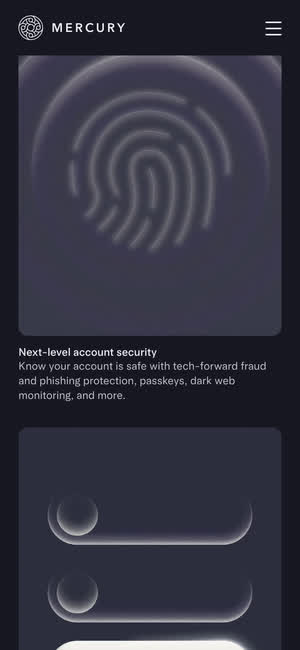 MERCURY
Next-level account security
Know your account is safe with tech-forward fraud
and phishing protection, passkeys, dark web
monitoring, and more.